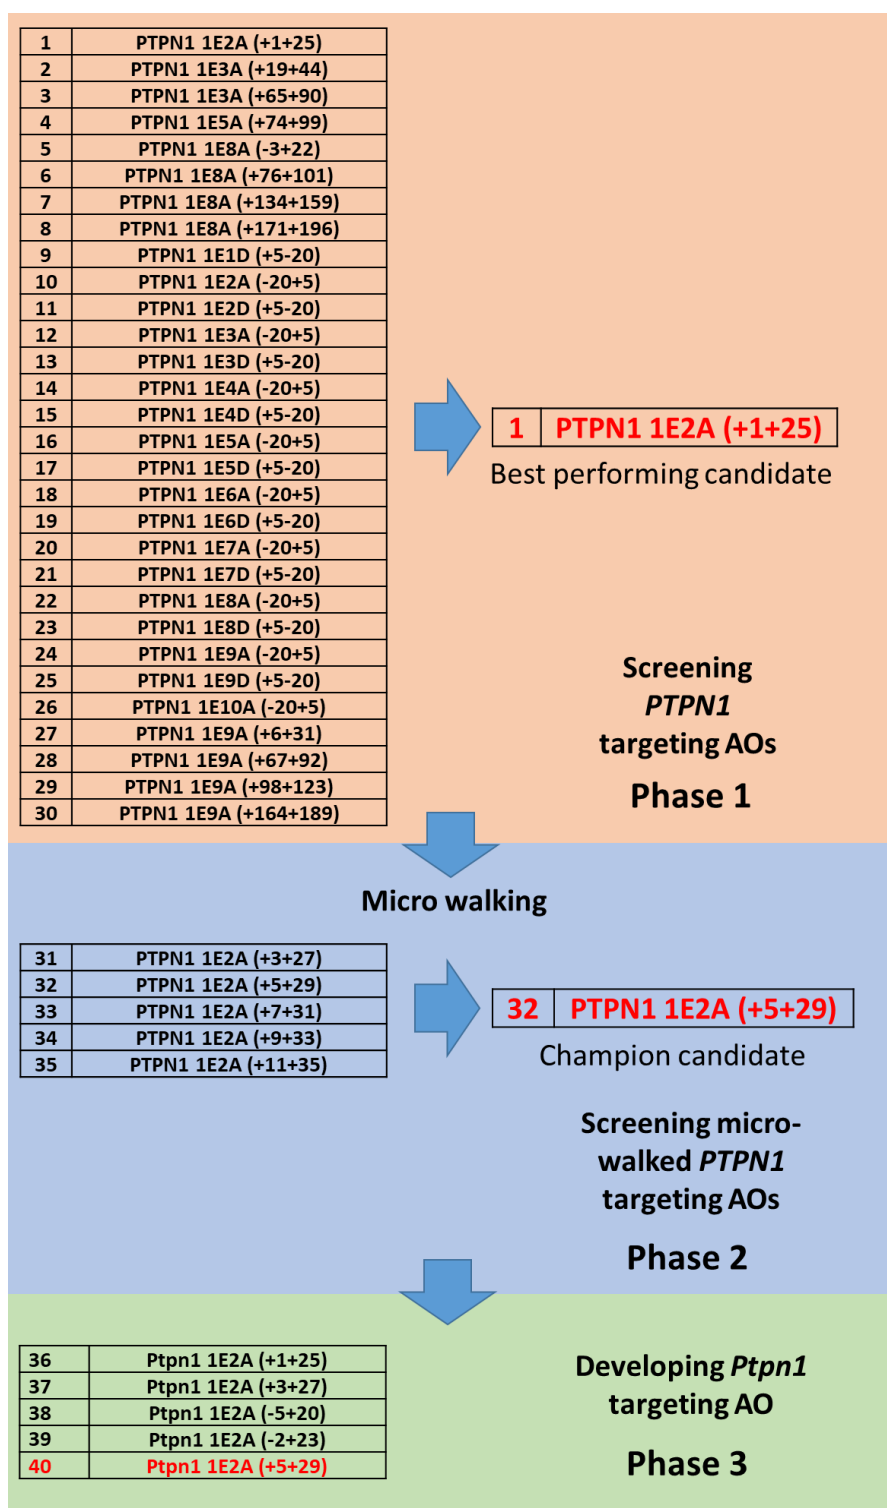 1 PTPN1 1E2A (+1+25)
2 PTPN1 1E3A (+19+44)
3 PTPN1 1E3A (+65+90)
4 PTPN1 1E5A (+74+99)
5 PTPN1 1E8A (-3+22)
6 PTPN1 1E8A (+76+101)
7 PTPN1 1E8A (+134+159)
8 PTPN1 1E8A (+171+196)
9 PTPN1 1E1D (+5-20)
10 PTPN1 1E2A (-20+5)
11 PTPN1 1E2D (+5-20)
12 PTPN1 1E3A (-20+5)
13 PTPN1 1E3D (+5-20)
14 PTPN1 1E4A (-20+5)
15 PTPN1 1E4D (+5-20)
16 PTPN1 1E5A (-20+5)
17 PTPN1 1E5D (+5-20)
18 PTPN1 1E6A (-20+5)
19 PTPN1 1E6D (+5-20)
20 PTPN1 1E7A (-20+5)
21 PTPN1 1E7D (+5-20)
22 PTPN1 1E8A (-20+5)
23 PTPN1 1E8D (+5-20)
24 PTPN1 1E9A (-20+5)
25 PTPN1 1E9D (+5-20)
26 PTPN1 1E10A (-20+5)
27 PTPN1 1E9A (+6+31)
28 PTPN1 1E9A (+67+92)
29 PTPN1 1E9A (+98+123)
30 PTPN1 1E9A (+164+189)
1 PTPN1 1E2A (+1+25)
Best performing candidate
Screening
PTPN1
targeting AOs
Phase 1
Micro walking
31 PTPN1 1E2A (+3+27)
32 PTPN1 1E2A (+5+29)
33 PTPN1 1E2A (+7+31)
34 PTPN1 1E2A (+9+33)
35 PTPN1 1E2A (+11+35)
32 PTPN1 1E2A (+5+29)
Champion candidate
Screening micro-
walked PTPN1
targeting AOs
Phase 2
36 Ptpn1 1E2A (+1+25)
37 Ptpn1 1E2A (+3+27)
38 Ptpn1 1E2A (-5+20)
39 Ptpn1 1E2A (-2+23)
40 Ptpn1 1E2A (+5+29)
Developing Ptpn1
targeting AO
Phase 3